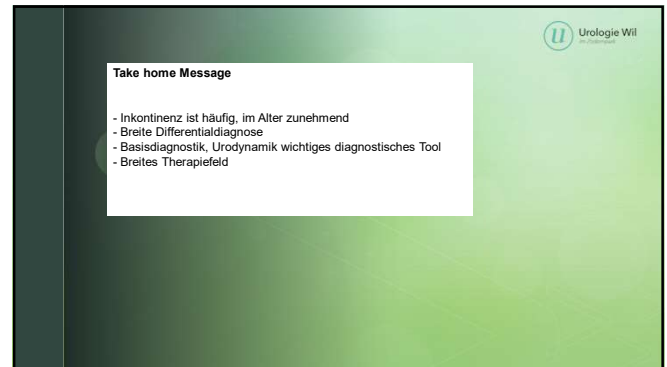 Urologie Wil
Take home Message
- Inkontinenz ist häufig, im Alter zunehmend
- Breite Differentialdiagnose
- Basisdiagnostik, Urodynamik wichtiges diagnostisches Tool
- Breites Therapiefeld